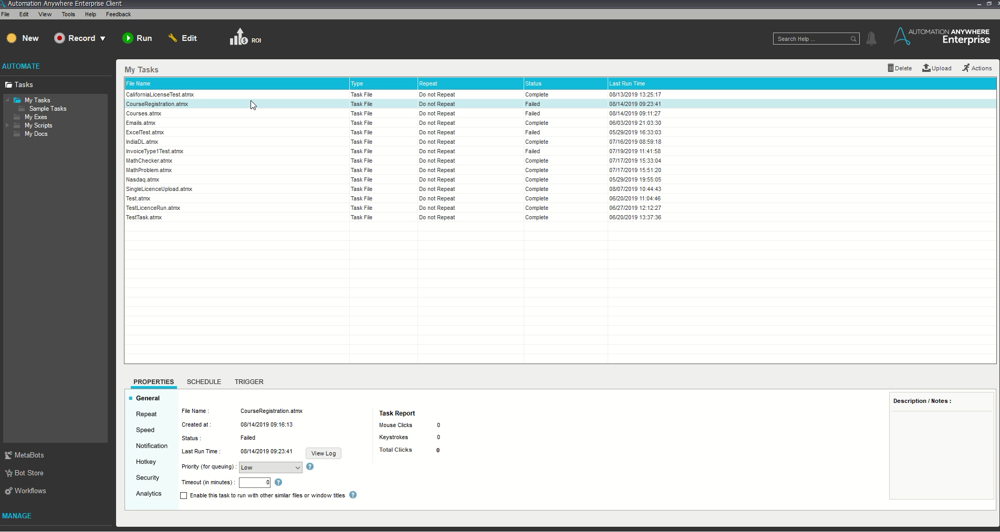 Automation Anywhere Enterprise Client
File Edit View Tools Help Feedback
New Record Run Edit ROI Search Help ... AUTOMATION ANYWHERE
Enterprise
AUTOMATE
Tasks
My Tasks
Sample Tasks
My Exes
My Scripts
My Docs
MetaBots
Bot Store
Workflows
MANAGE
My Tasks Delete Upload Actions
File Name Type Repeat Status Last Run Time
CaliforniaLicenseTest.atmx Task File Do not Repeat Complete 08/13/2019 13:25:17
CourseRegistration.atmx Task File Do not Repeat Failed 08/14/2019 09:23:41
Courses.atmx Task File Do not Repeat Failed 08/14/2019 09:11:27
Emails.atmx Task File Do not Repeat Complete 06/03/2019 21:03:30
ExcelTest.atmx Task File Do not Repeat Failed 05/29/2019 16:33:03
IndiaDL.atmx Task File Do not Repeat Complete 07/16/2019 08:59:18
InvoiceType1Test.atmx Task File Do not Repeat Failed 07/19/2019 11:41:58
MathChecker.atmx Task File Do not Repeat Complete 07/17/2019 15:33:04
MathProblem.atmx Task File Do not Repeat Complete 07/17/2019 15:51:20
Nasdaq.atmx Task File Do not Repeat Complete 05/29/2019 19:55:05
SingleLicenceUpload.atmx Task File Do not Repeat Complete 08/07/2019 10:44:43
Test.atmx Task File Do not Repeat Complete 06/20/2019 11:04:46
TestLicenceRun.atmx Task File Do not Repeat Complete 06/27/2019 12:12:27
TestTask.atmx Task File Do not Repeat Complete 06/20/2019 13:37:36
PROPERTIES SCHEDULE TRIGGER
General
Repeat
Speed
Notification
Hotkey
Security
Analytics
File Name : CourseRegistration.atmx
Created at : 08/14/2019 09:16:13
Status : Failed
Last Run Time : 08/14/2019 09:23:41 View Log
Priority (for queuing) : Low ?
Timeout (in minutes) : 0 ?
Enable this task to run with other similar files or window titles ?
Task Report
Mouse Clicks 0
Keystrokes 0
Total Clicks 0
Description / Notes :